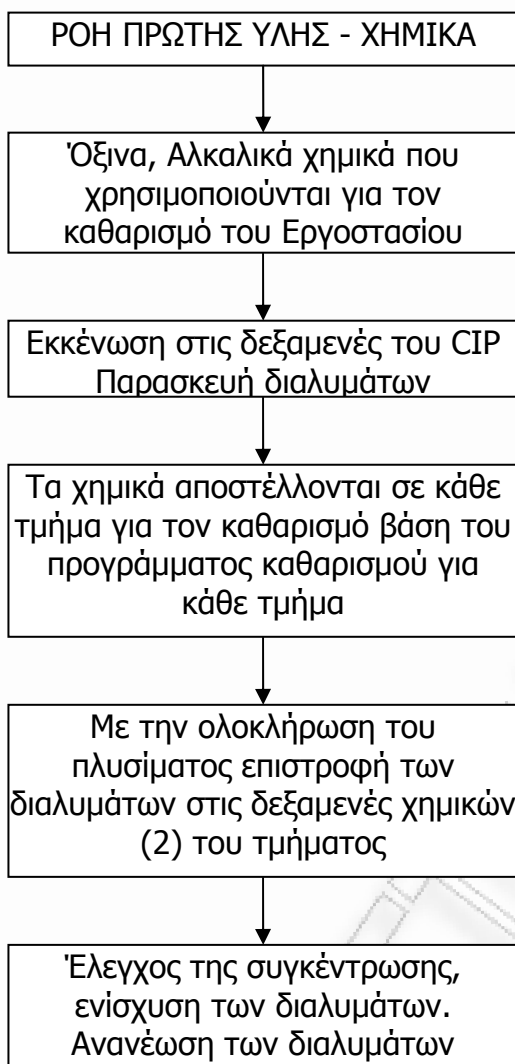 ΡΟΗ ΠΡΩΤΗΣ ΥΛΗΣ - ΧΗΜΙΚΑ
Όξινα, Αλκαλικά χημικά που
χρησιμοποιούνται για τον
καθαρισμό του Εργοστασίου
Εκκένωση στις δεξαμενές του CIP
Παρασκευή διαλυμάτων
Τα χημικά αποστέλλονται σε κάθε
τμήμα για τον καθαρισμό βάση του
προγράμματος καθαρισμού για
κάθε τμήμα
Με την ολοκλήρωση του
πλυσίματος επιστροφή των
διαλυμάτων στις δεξαμενές χημικών
(2) του τμήματος
Έλεγχος της συγκέντρωσης,
ενίσχυση των διαλυμάτων.
Ανανέωση των διαλυμάτων